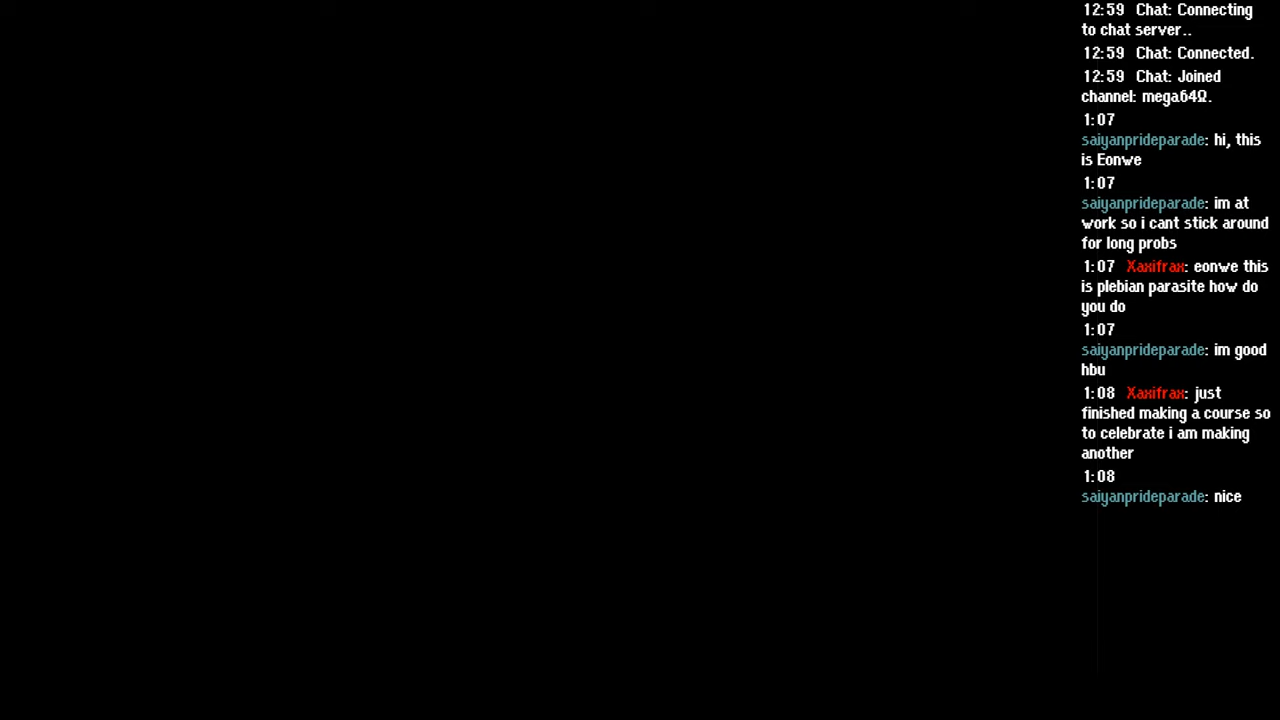 12:59 Chat: Connecting
to chat server..
12:59 Chat: Connected.
12:59 Chat: Joined
channel: mega64Ω.
1:07
saiyanprideparade: hi, this
is Eonwe
1:07
saiyanprideparade: im at
work so i cant stick around
for long probs
1:07 Xaxifrax: eonwe this
is plebian parasite how do
you do
1:07
saiyanprideparade: im good
hbu
1:08 Xaxifrax: just
finished making a course so
to celebrate i am making
another
1:08
saiyanprideparade: nice